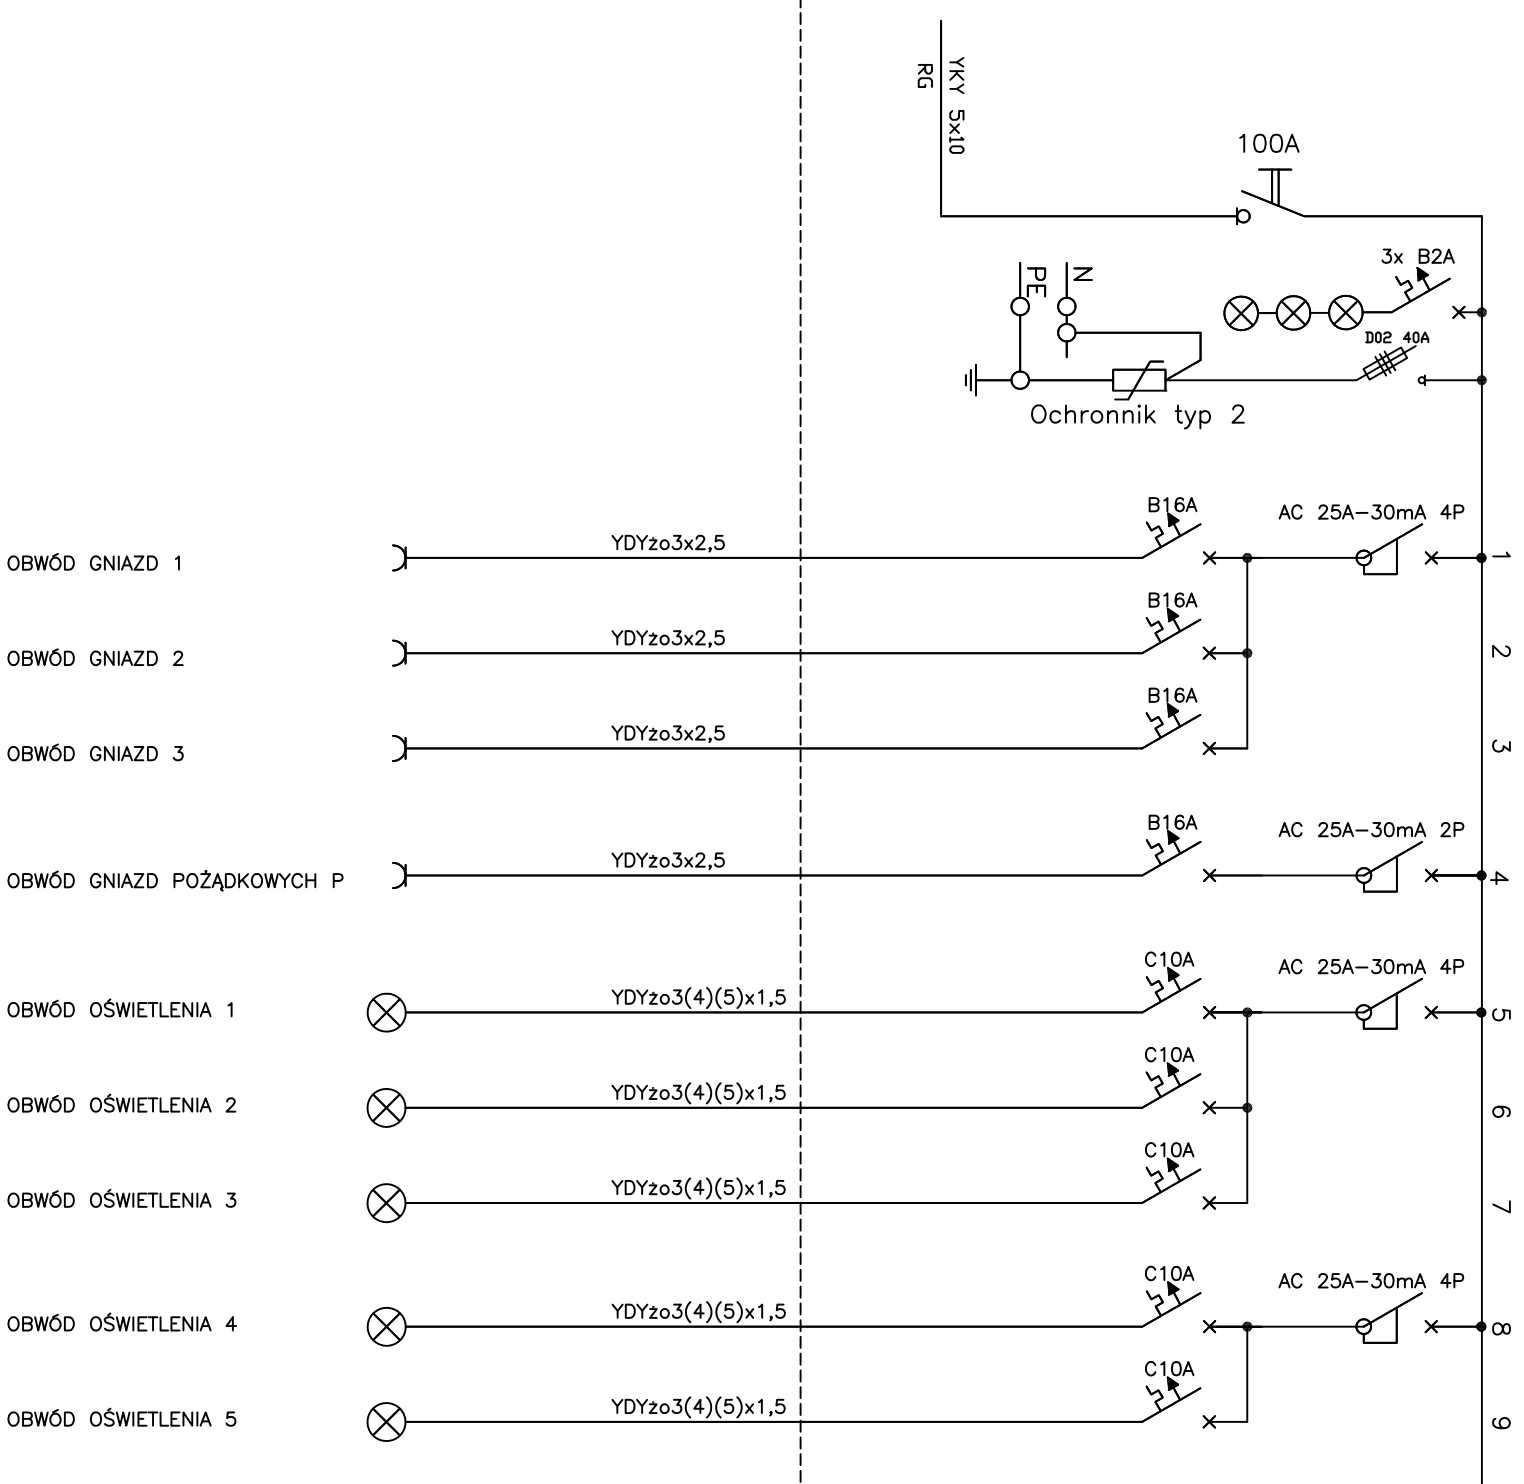 YKY 5x10
RG
100A
3x B2A
D02 40A
N
PE
Ochronnik typ 2
OBWÓD GNIAZD 1 YDYżo3x2,5 B16A AC 25A-30mA 4P 1
OBWÓD GNIAZD 2 YDYżo3x2,5 B16A 2
OBWÓD GNIAZD 3 YDYżo3x2,5 B16A 3
OBWÓD GNIAZD POŻĄDKOWYCH P YDYżo3x2,5 B16A AC 25A-30mA 2P 4
OBWÓD OŚWIETLENIA 1 YDYżo3(4)(5)x1,5 C10A AC 25A-30mA 4P 5
OBWÓD OŚWIETLENIA 2 YDYżo3(4)(5)x1,5 C10A 6
OBWÓD OŚWIETLENIA 3 YDYżo3(4)(5)x1,5 C10A 7
OBWÓD OŚWIETLENIA 4 YDYżo3(4)(5)x1,5 C10A AC 25A-30mA 4P 8
OBWÓD OŚWIETLENIA 5 YDYżo3(4)(5)x1,5 C10A 9